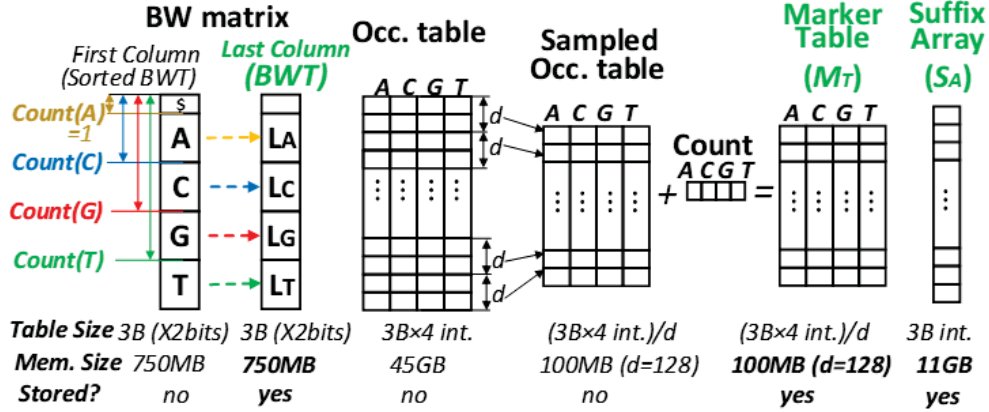 BW matrix
First Column
(Sorted BWT)
Last Column
(BWT)
Occ. table
Sampled
Occ. table
Marker
Table
(MT)
Suffix
Array
(SA)
Count(A)
=1
Count(C)
Count(G)
Count(T)
$
A
C
G
T
LA
LC
LG
LT
A C G T
d
d
d
d
A C G T
+
Count
A C G T
=
A C G T
Table Size 3B (X2bits) 3B (X2bits) 3B×4 int. (3B×4 int.)/d (3B×4 int.)/d 3B int.
Mem. Size 750MB 750MB 45GB 100MB (d=128) 100MB (d=128) 11GB
Stored? no yes no no yes yes